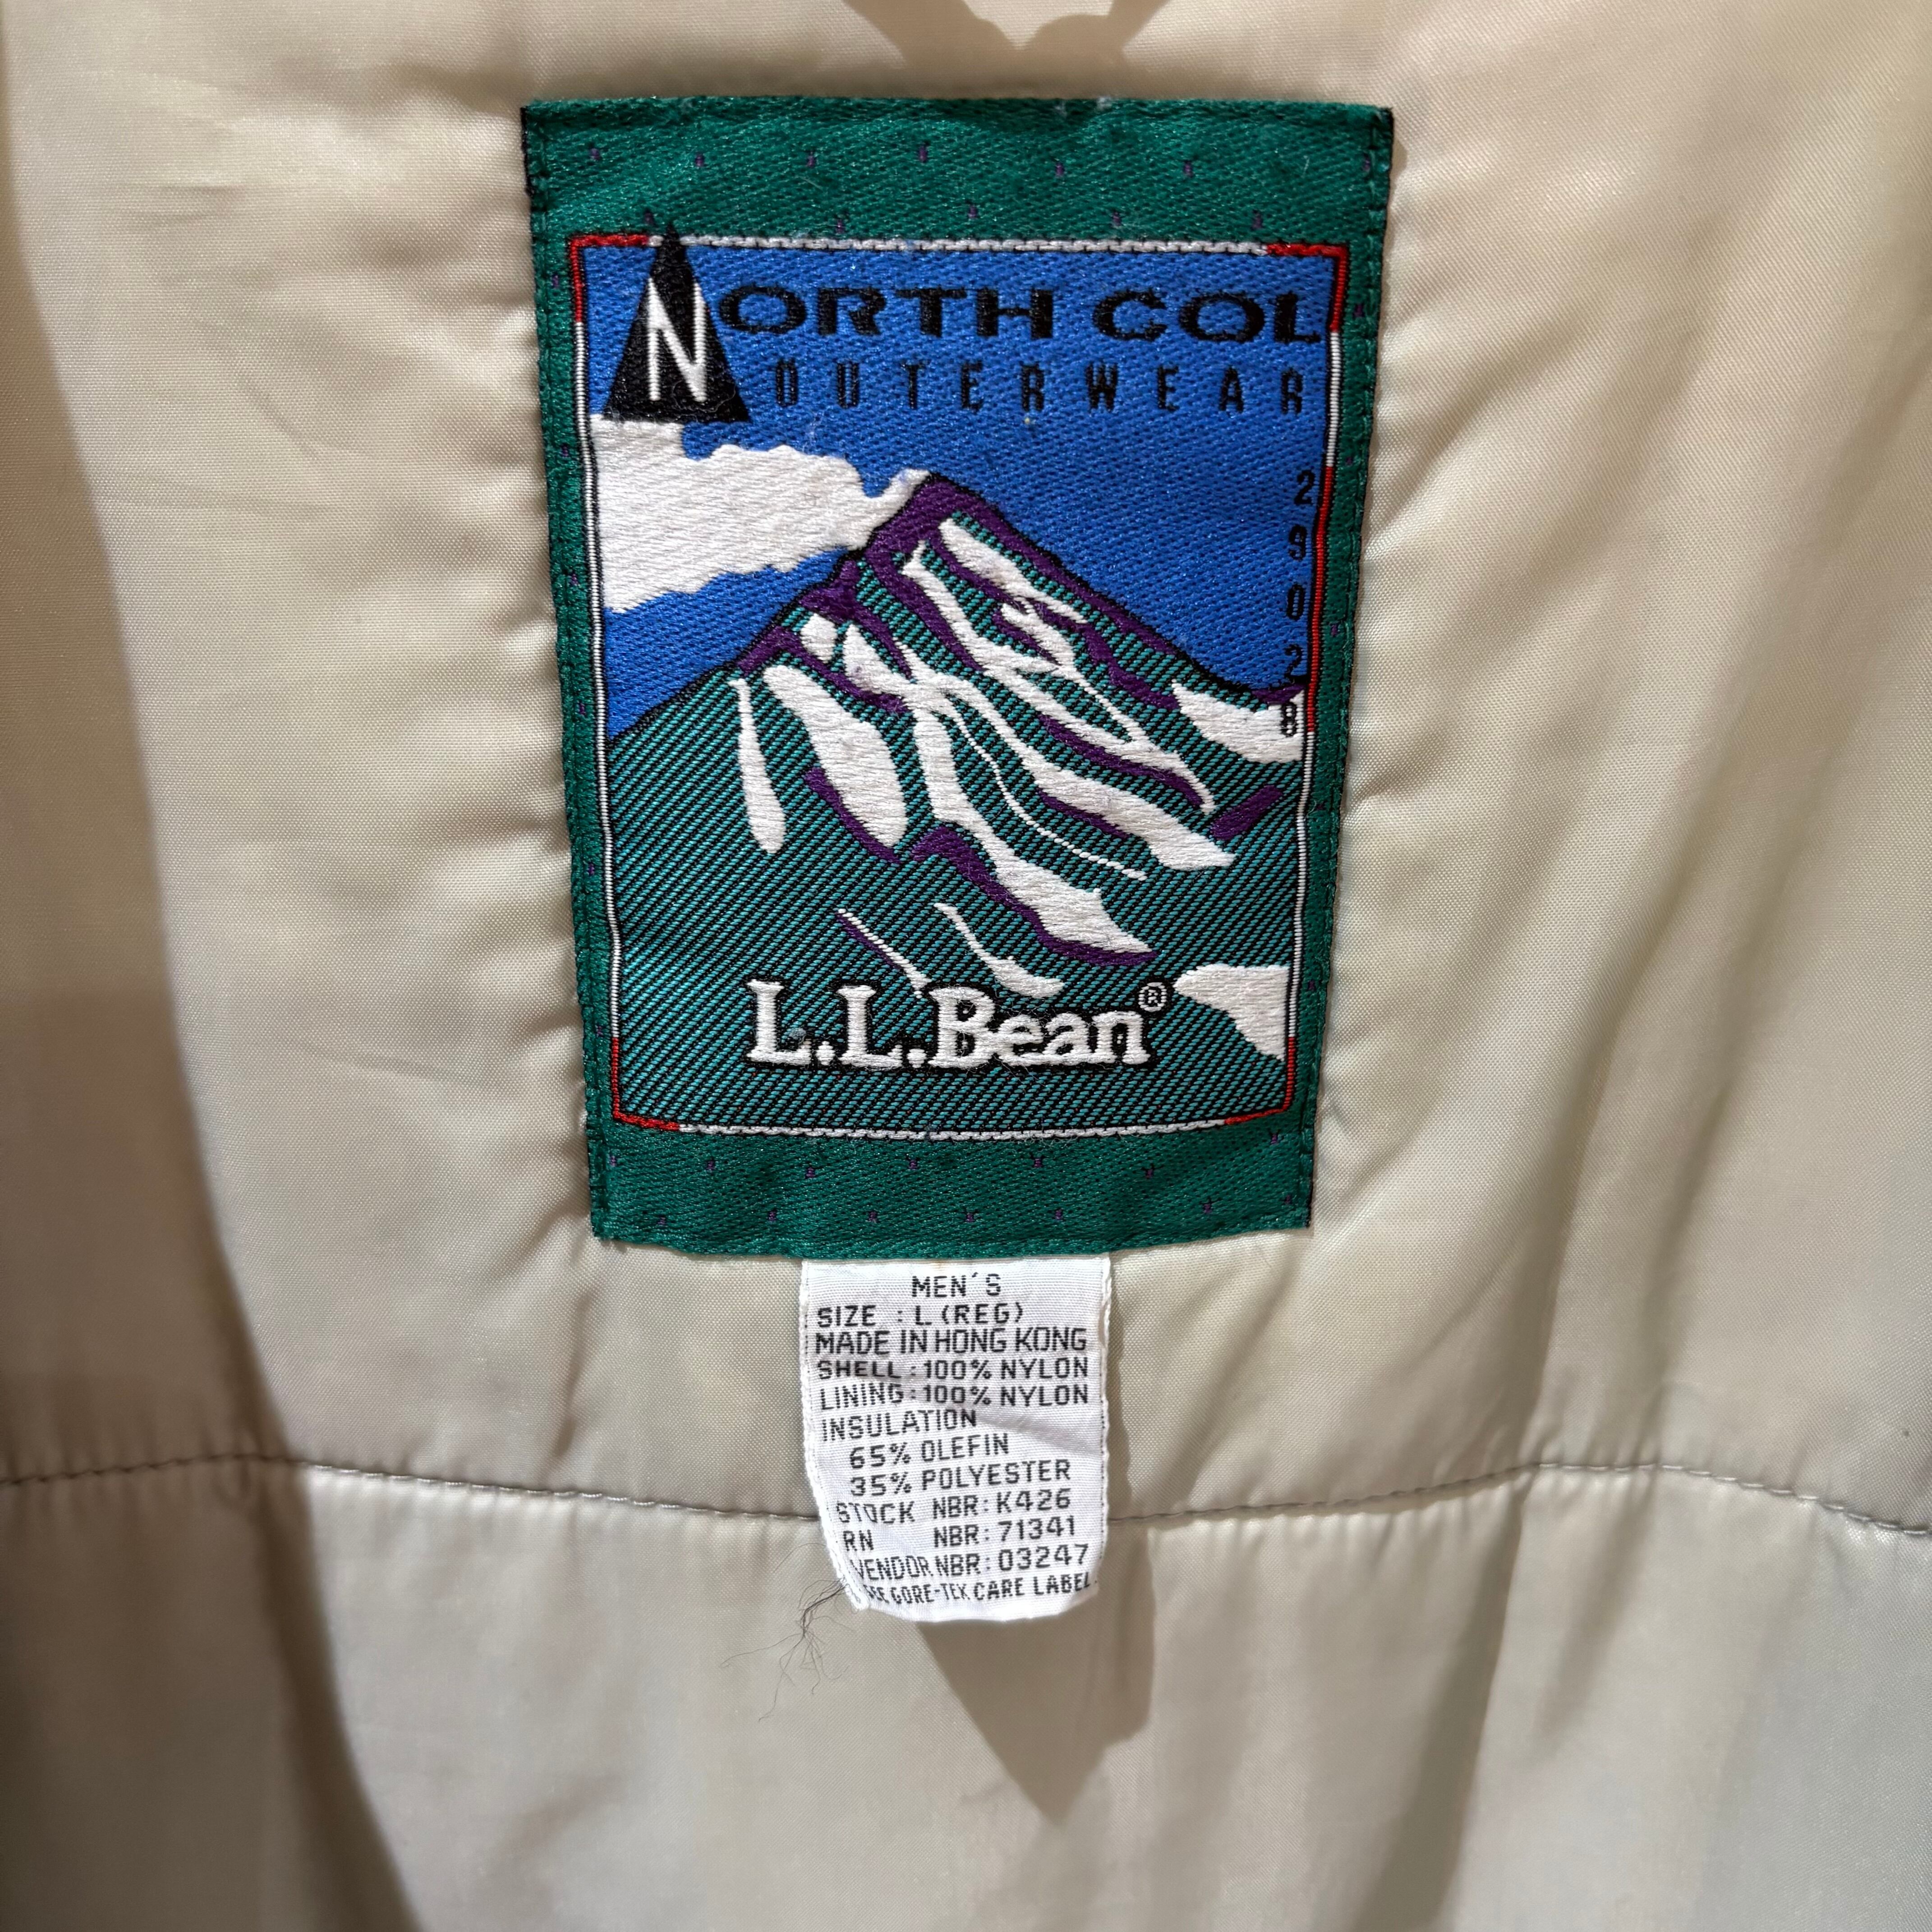 NORTH COL
OUTERWEAR
29028
L.L.Bean®
MEN'S
SIZE : L (REG)
MADE IN HONG KONG
SHELL : 100% NYLON
LINING : 100% NYLON
INSULATION
65% OLEFIN
35% POLYESTER
STOCK NBR: K426
RN NBR: 71341
VENDOR NBR: 03247
SEE GORE-TEX CARE LABEL